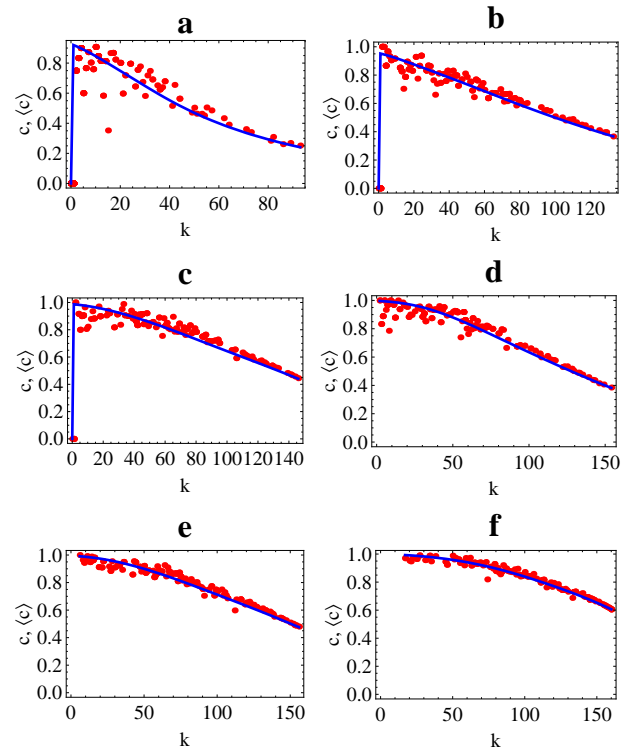 a b
c, ⟨c⟩ 0.8 0.6 0.4 0.2 0.0 0 20 40 60 80 k
c, ⟨c⟩ 1.0 0.8 0.6 0.4 0.2 0.0 0 20 40 60 80 100 120 k
c d
c, ⟨c⟩ 1.0 0.8 0.6 0.4 0.2 0.0 0 20 40 60 80 100 120 140 k
c, ⟨c⟩ 1.0 0.8 0.6 0.4 0.2 0.0 0 50 100 150 k
e f
c, ⟨c⟩ 1.0 0.8 0.6 0.4 0.2 0.0 0 50 100 150 k
c, ⟨c⟩ 1.0 0.8 0.6 0.4 0.2 0.0 0 50 100 150 k